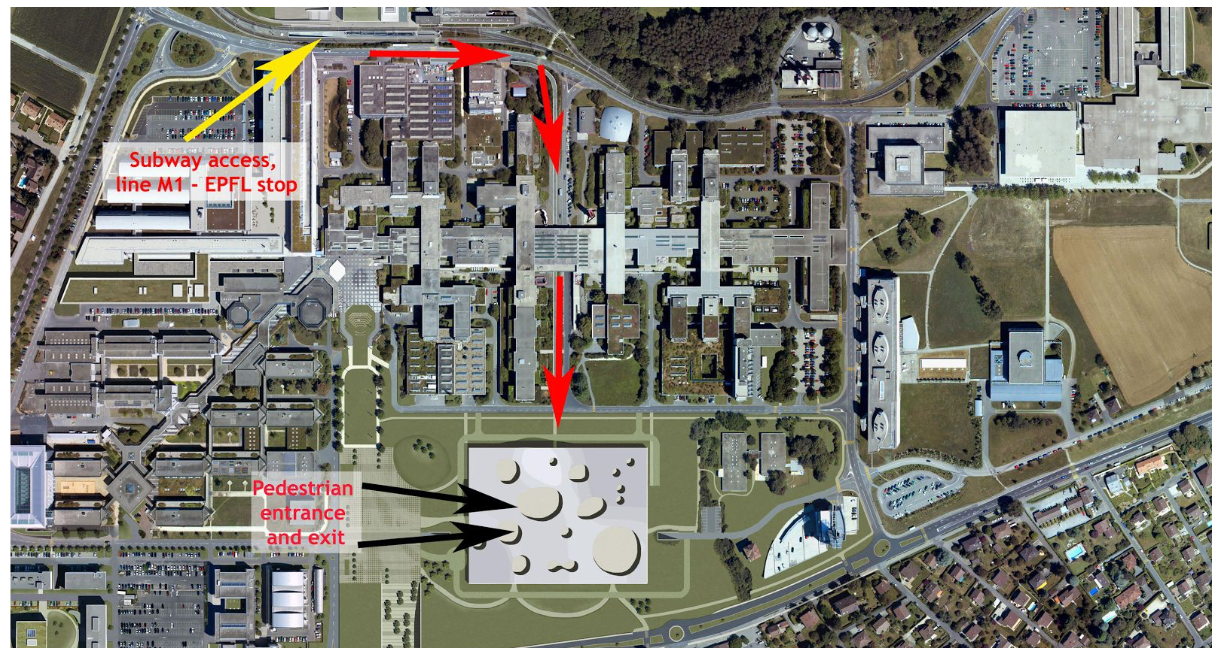 Subway access,
line M1 - EPFL stop
Pedestrian
entrance
and exit